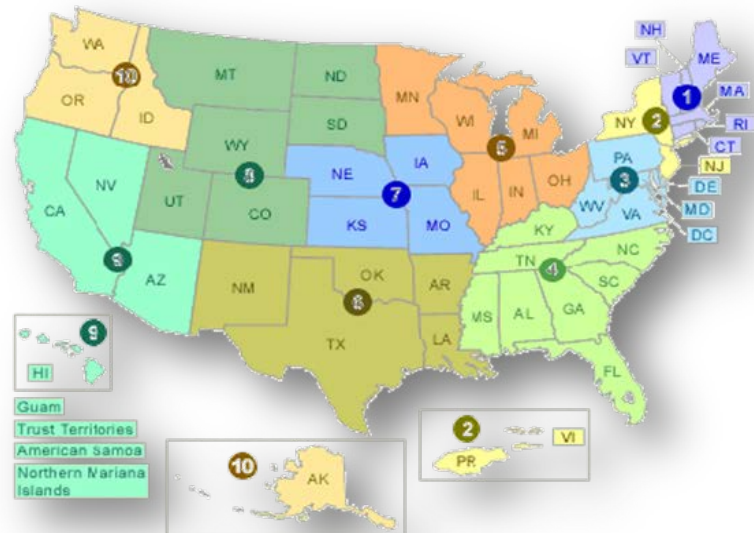 NH
WA
VT
ME
MT
ND
10
MN
MA
1
OR
ID
WI
MI
NY
2
RI
SD
CT
WY
5
PA
NJ
IA
NE
3
DE
NV
8
7
IL
IN
OH
WV
VA
MD
CA
UT
CO
KS
MO
KY
DC
NC
TN
9
AZ
NM
OK
AR
4
SC
6
MS
AL
GA
TX
LA
9
FL
HI
Guam
2
VI
Trust Territories
American Samoa
10
PR
Northern Mariana
Islands
AK